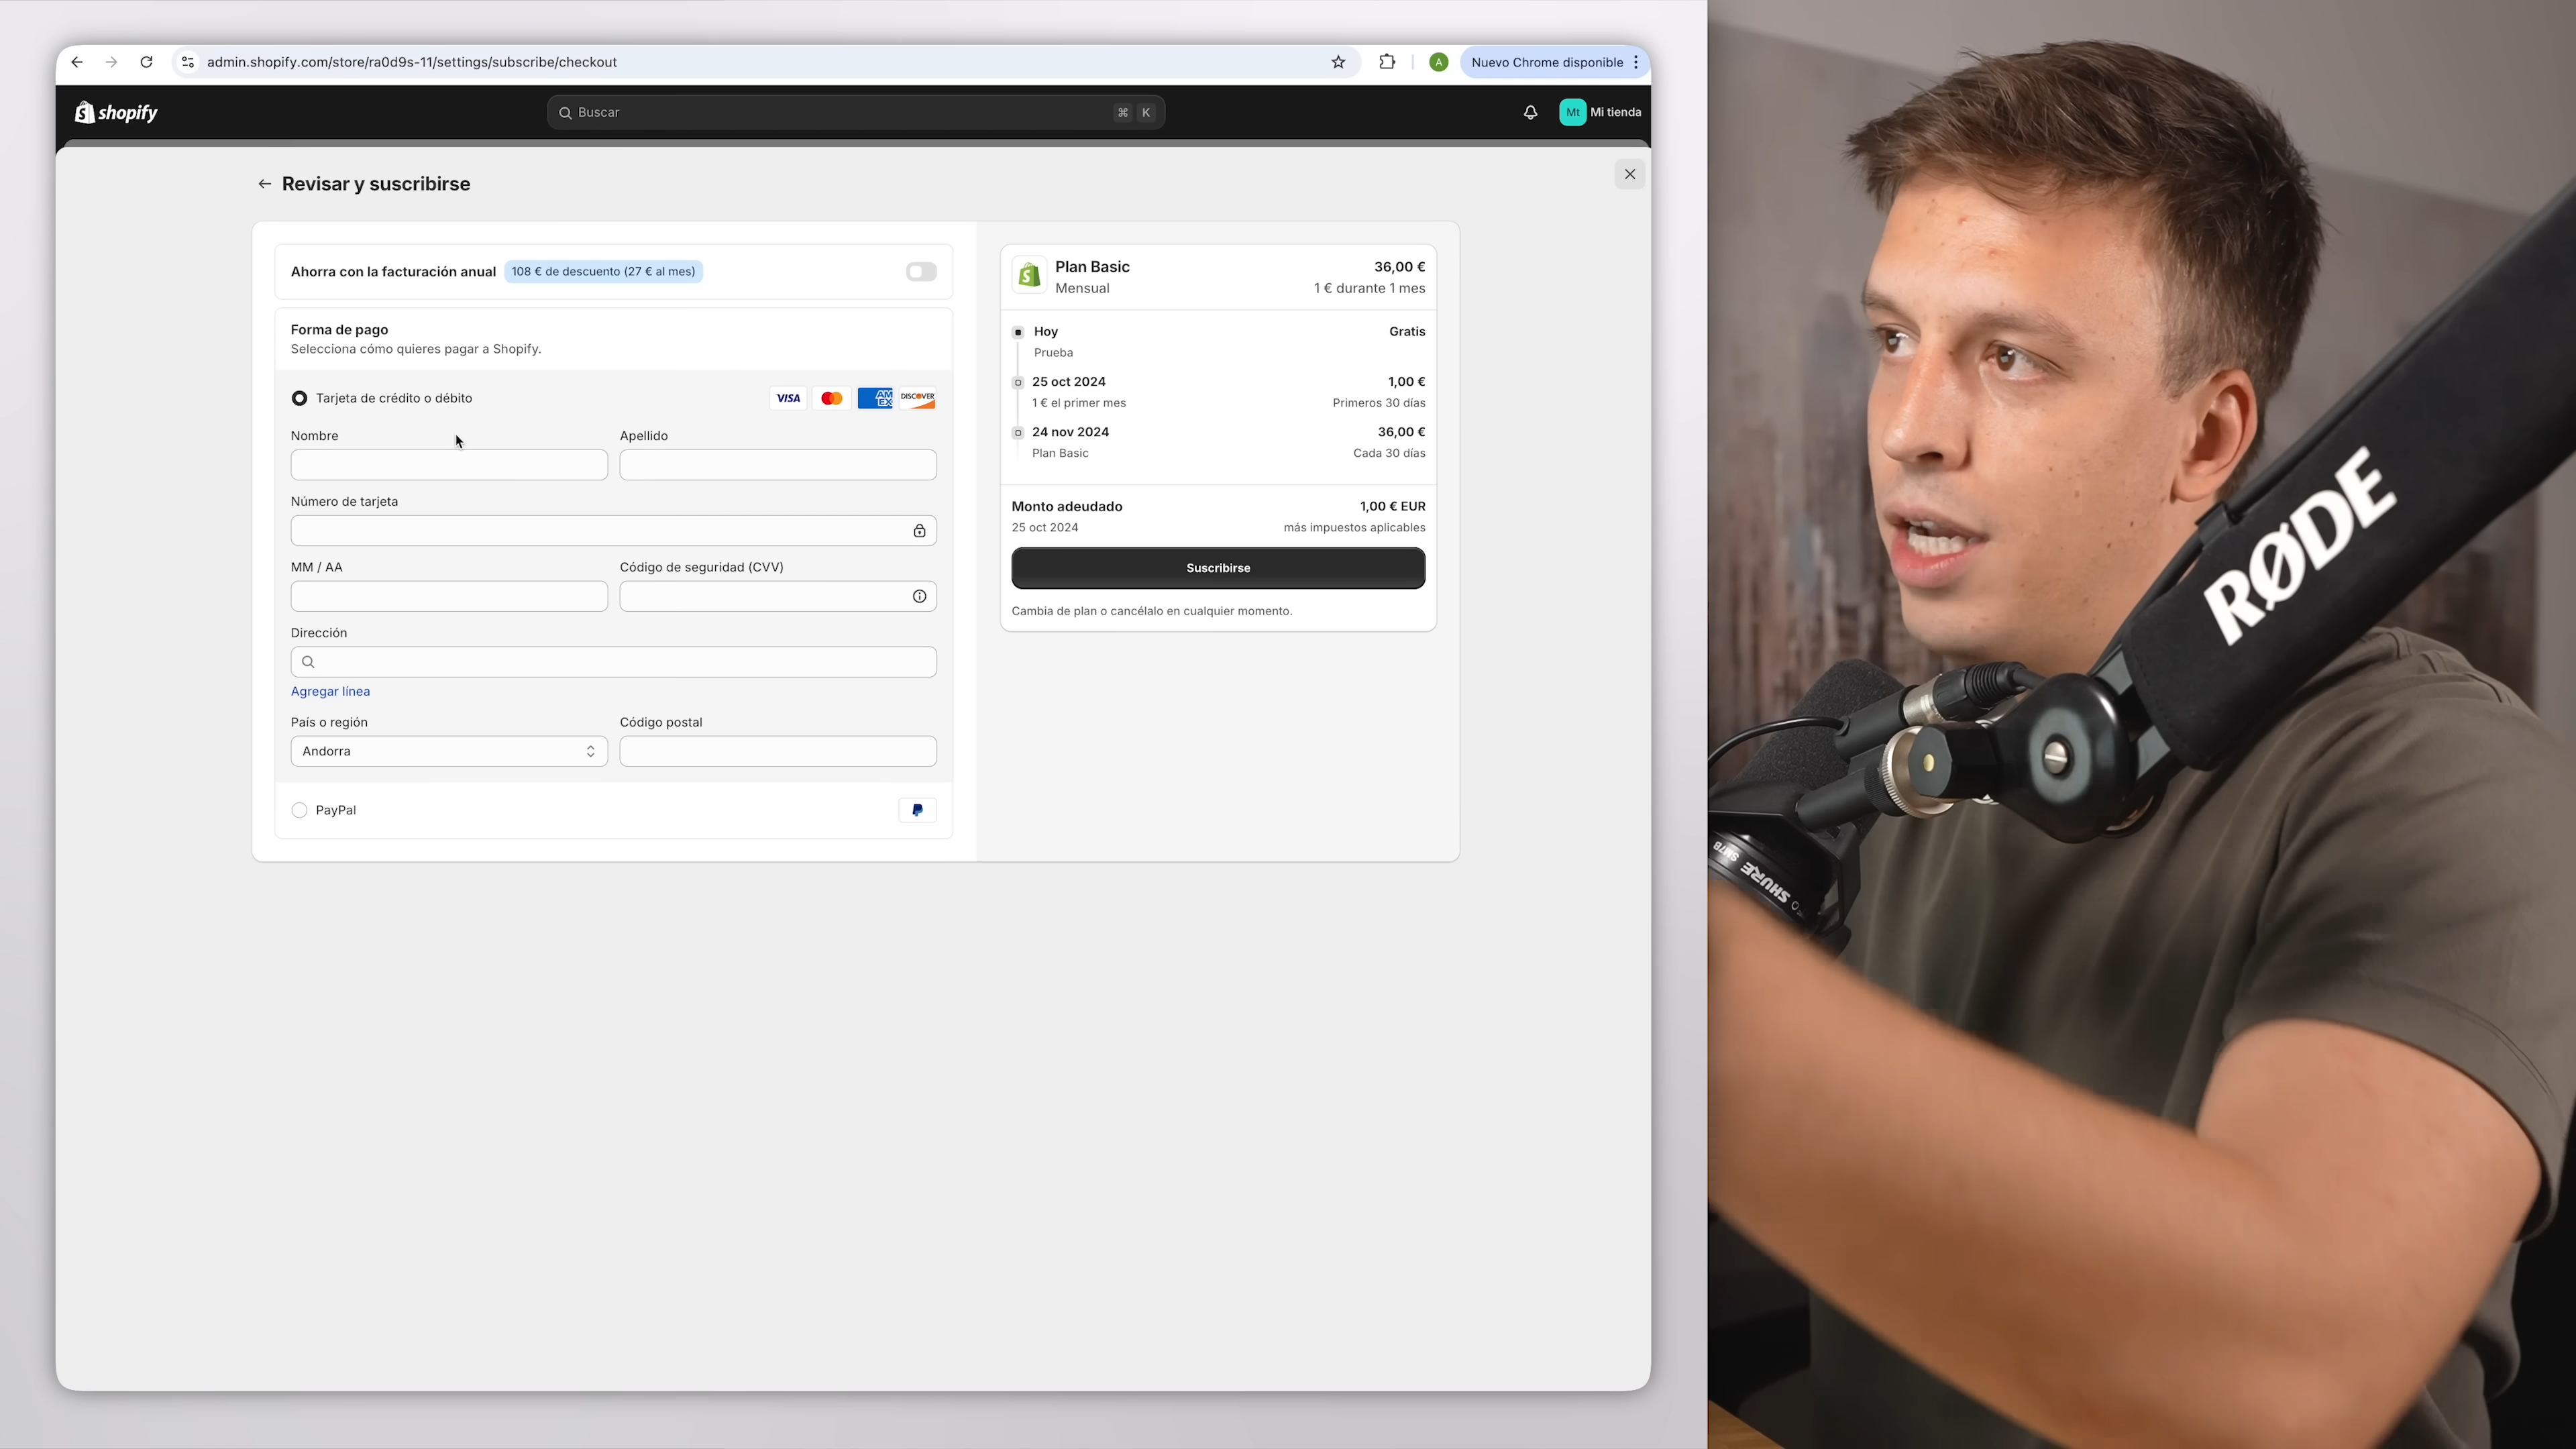 admin.shopify.com/store/ra0d9s-11/settings/subscribe/checkout
A
Nuevo Chrome disponible
shopify
Buscar
⌘ K
Mt
Mi tienda
Revisar y suscribirse
Ahorra con la facturación anual
108 € de descuento (27 € al mes)
Forma de pago
Selecciona cómo quieres pagar a Shopify.
Tarjeta de crédito o débito
VISA
AM EX
DISCOVER
Nombre
Apellido
Número de tarjeta
MM / AA
Código de seguridad (CVV)
Dirección
Agregar línea
País o región
Código postal
Andorra
PayPal
Plan Basic
36,00 €
Mensual
1 € durante 1 mes
Hoy
Gratis
Prueba
25 oct 2024
1,00 €
1 € el primer mes
Primeros 30 días
24 nov 2024
36,00 €
Plan Basic
Cada 30 días
Monto adeudado
1,00 € EUR
25 oct 2024
más impuestos aplicables
Suscribirse
Cambia de plan o cancélalo en cualquier momento.
RØDE
SHURE SM7B